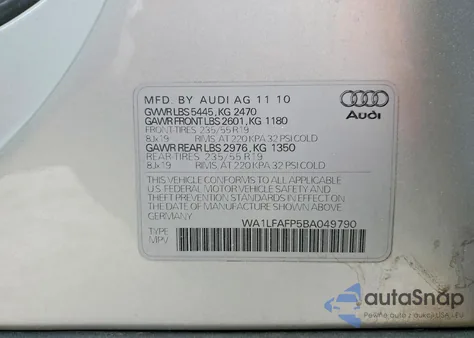 MFD BY AUDI AG 11 10
GVWR LBS 5445, KG 2470
GAWR FRONT LBS 2601, KG 1180
FRONT-TIRES 235/55 R19
8Jx19 RIMS, AT 220 KPA 32 PSI COLD
GAWR REAR LBS 2976, KG 1350
REAR-TIRES 235/55 R19
8Jx19 RIMS, AT 220 KPA 32 PSI COLD
Audi
THIS VEHICLE CONFORMS TO ALL APPLICABLE
U.S. FEDERAL MOTOR VEHICLE SAFETY AND
THEFT PREVENTION STANDARDS IN EFFECT ON
THE DATE OF MANUFACTURE SHOWN ABOVE.
GERMANY
WA1LFAFP5BA049790
TYPE
MPV
autoSnap